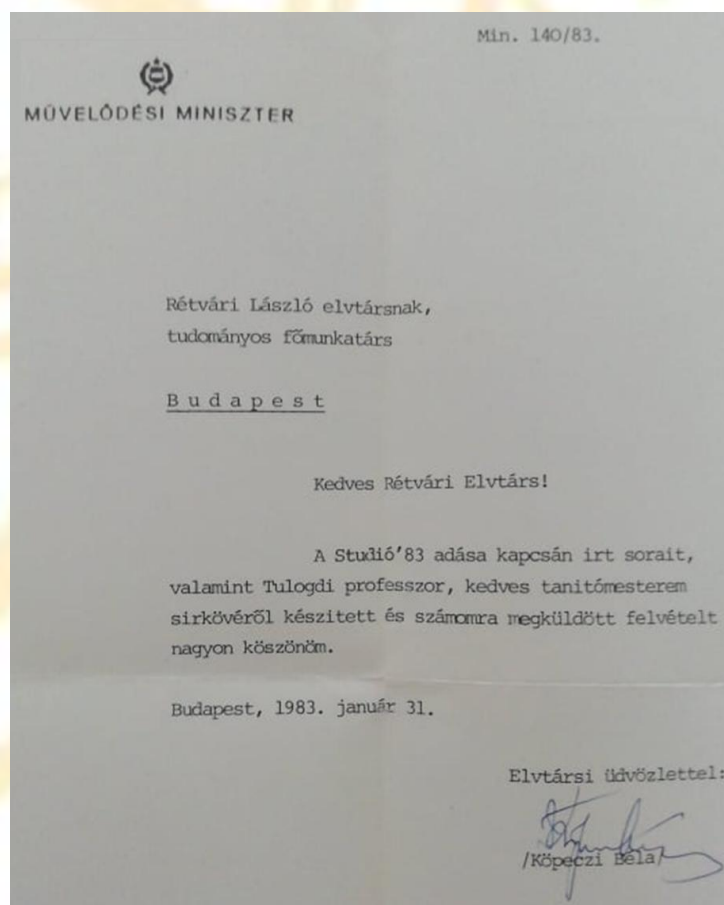 Min. 140/83.
MŰVELŐDÉSI MINISZTER
Rétvári László elvtársnak,
tudományos főmunkatárs
B u d a p e s t
Kedves Rétvári Elvtárs!
A Studió'83 adása kapcsán irt sorait,
valamint Tulogdi professzor, kedves tanitómesterem
sirkövéről készitett és számomra megküldött felvételt
nagyon köszönöm.
Budapest, 1983. január 31.
Elvtársi üdvözlettel:
/Köpeczi Béla/